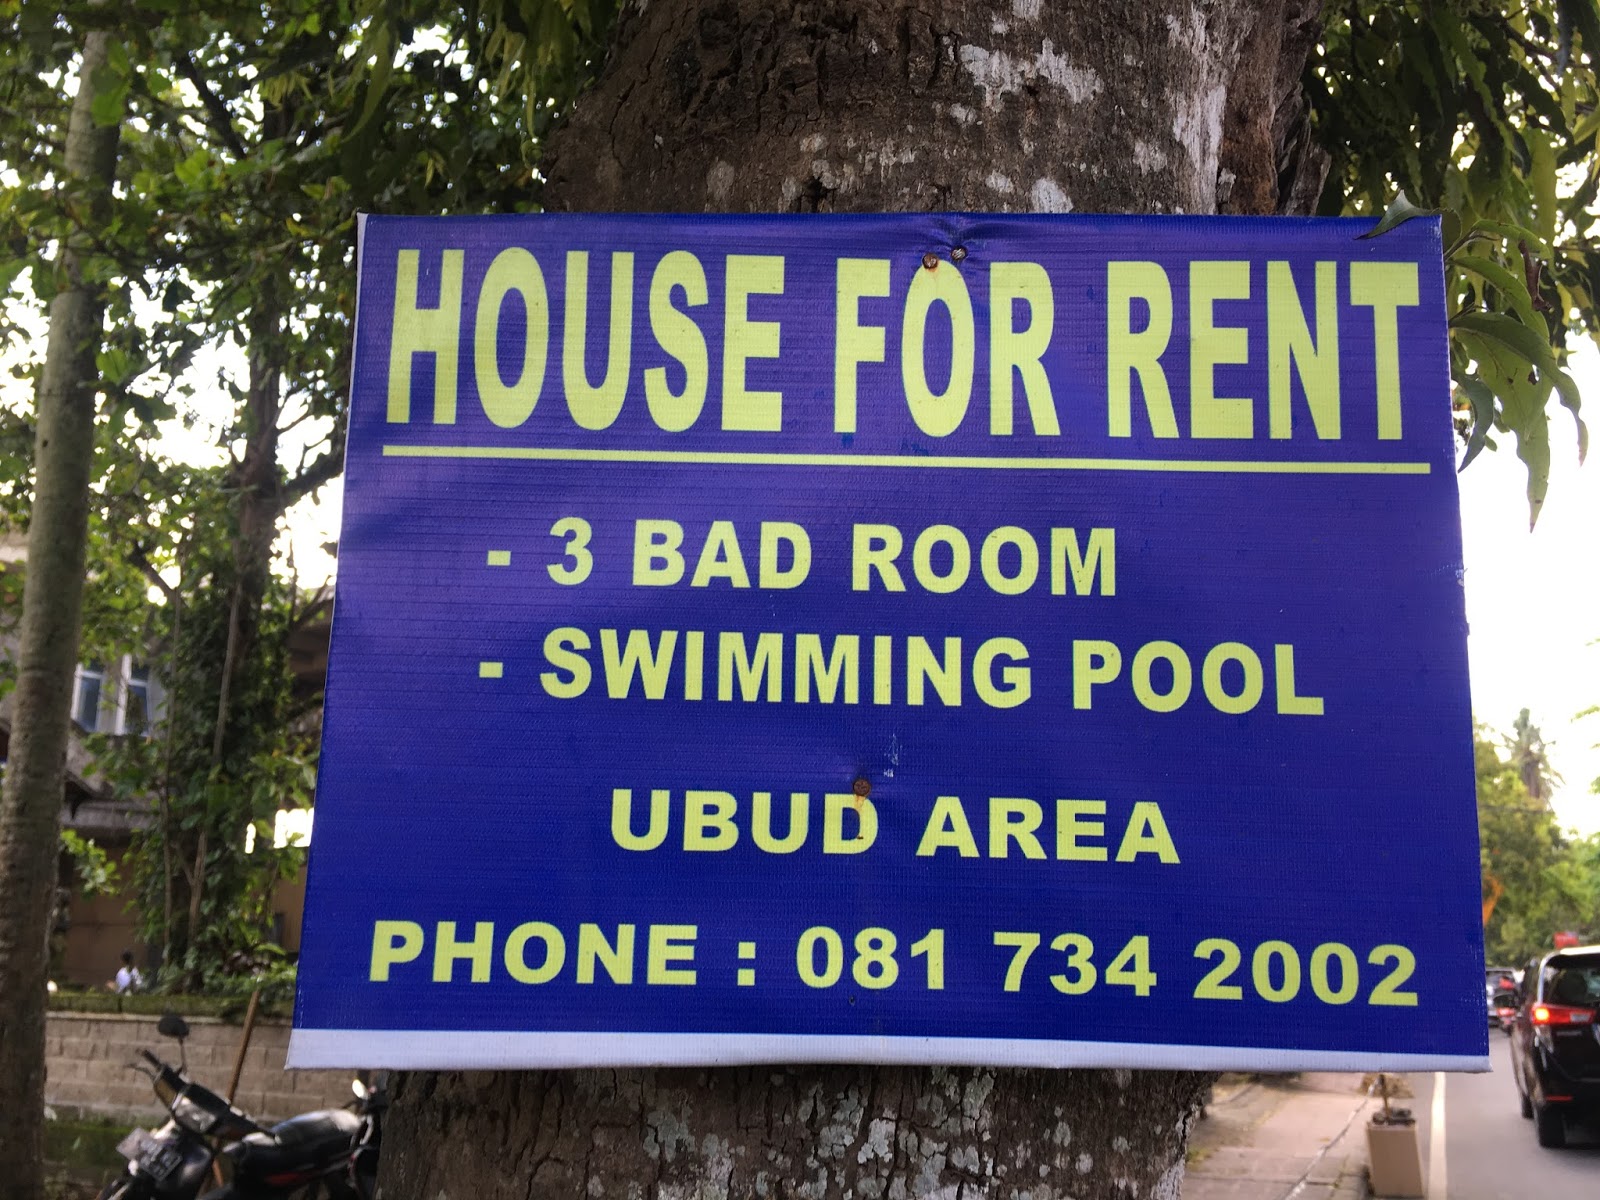 HOUSE FOR RENT
- 3 BAD ROOM
- SWIMMING POOL
UBUD AREA
PHONE : 081 734 2002